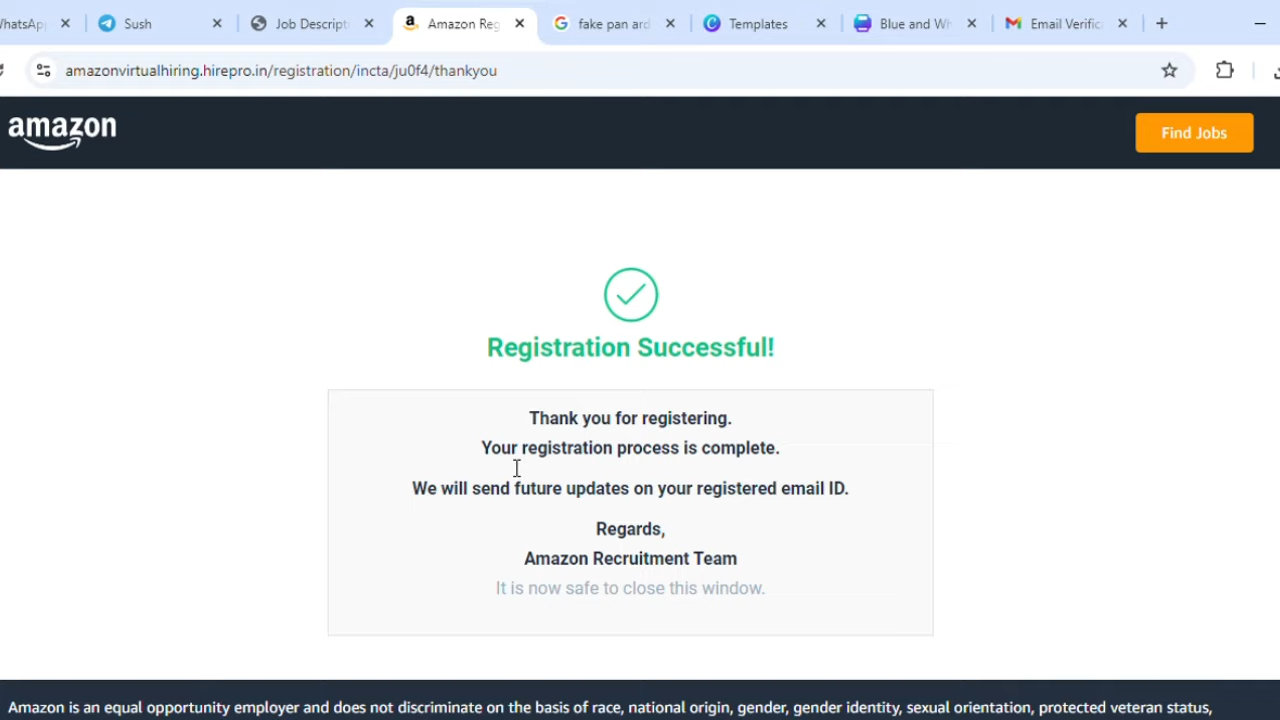 WhatsAp
Sush
Job Descript
Amazon Reg
fake pan ard
Templates
Blue and Wh
Email Verific
amazonvirtualhiring.hirepro.in/registration/incta/ju0f4/thankyou
amazon
Find Jobs
Registration Successful!
Thank you for registering.
Your registration process is complete.
We will send future updates on your registered email ID.
Regards,
Amazon Recruitment Team
It is now safe to close this window.
Amazon is an equal opportunity employer and does not discriminate on the basis of race, national origin, gender, gender identity, sexual orientation, protected veteran status,